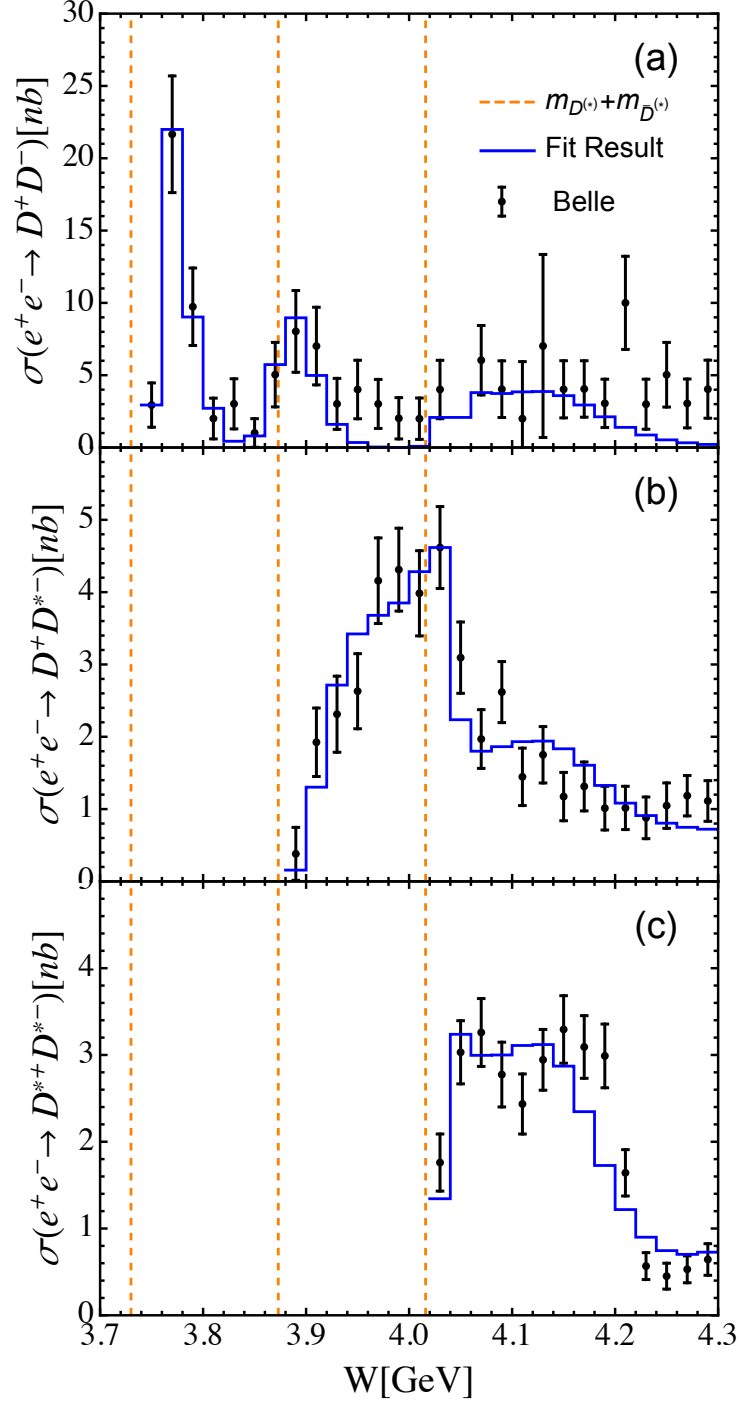 30
(a)
25
m_{D^{(*)}}+m_{\bar{D}^{(*)}}
Fit Result
20
Belle
15
10
5
0
σ(e⁺e⁻→ D⁺D⁻)[nb]
(b)
5
4
3
2
1
0
σ(e⁺e⁻→ D⁺D*⁻)[nb]
(c)
4
3
2
1
0
σ(e⁺e⁻→ D*⁺D*⁻)[nb]
3.7 3.8 3.9 4.0 4.1 4.2 4.3
W[GeV]